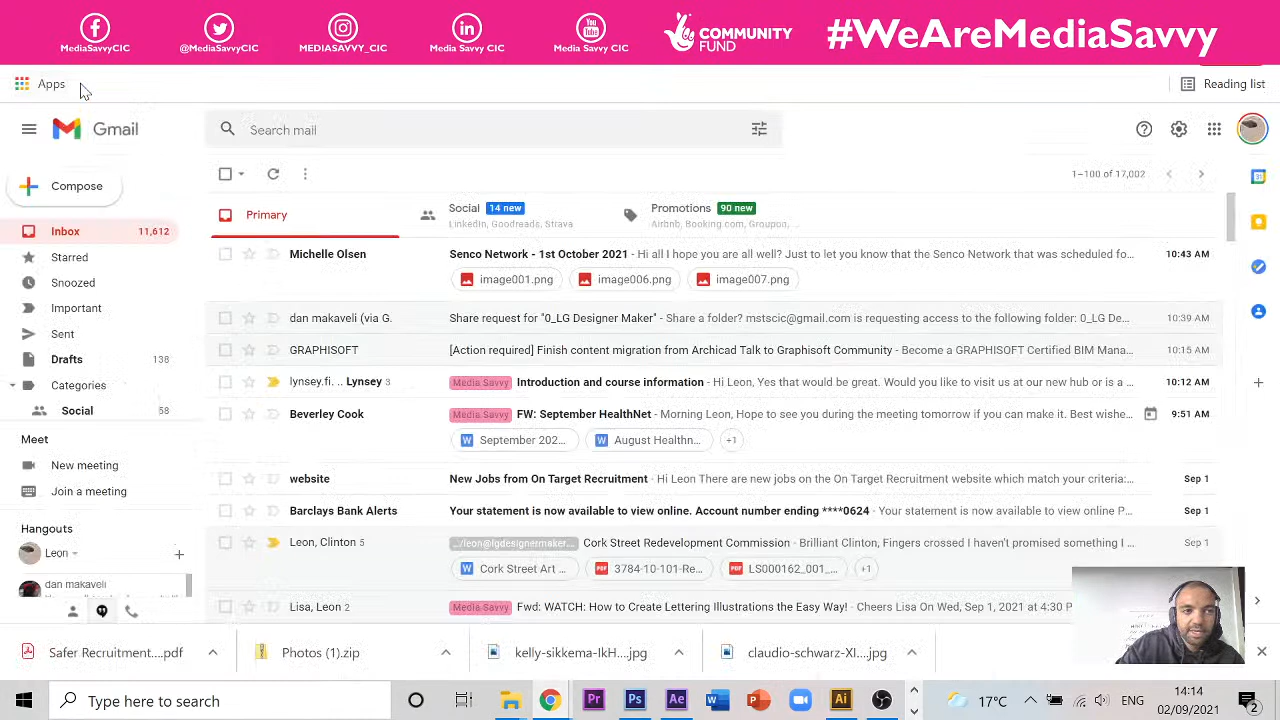 MediaSavvyCIC
@MediaSavvyCIC
MEDIASAVVY_CIC
Media Savvy CIC
You Tube
Media Savvy CIC
COMMUNITY FUND
#WeAreMediaSavvy
Apps
Reading list
Gmail
Search mail
Compose
1–100 of 17,002
Primary
Social 14 new
LinkedIn, Goodreads, Strava
Promotions 90 new
Airbnb, Booking.com, Groupon, ...
Inbox 11,612
Starred
Snoozed
Important
Sent
Drafts 138
Categories
Social 58
Meet
New meeting
Join a meeting
Hangouts
Leon
dan makaveli
Michelle Olsen Senco Network - 1st October 2021 - Hi all I hope you are all well? Just to let you know that the Senco Network that was scheduled fo... 10:43 AM
image001.png image006.png image007.png
dan makaveli (via G. Share request for "0_LG Designer Maker" - Share a folder? mstscic@gmail.com is requesting access to the following folder: 0_LG De... 10:39 AM
GRAPHISOFT [Action required] Finish content migration from Archicad Talk to Graphisoft Community - Become a GRAPHISOFT Certified BIM Mana... 10:15 AM
lynsey.fi. .. Lynsey 3 Media Savvy Introduction and course information - Hi Leon, Yes that would be great. Would you like to visit us at our new hub or is a ... 10:12 AM
Beverley Cook Media Savvy FW: September HealthNet - Morning Leon, Hope to see you during the meeting tomorrow if you can make it. Best wishe... 9:51 AM
September 202... August Healthn... +1
website New Jobs from On Target Recruitment - Hi Leon There are new jobs on the On Target Recruitment website which match your criteria: Sep 1
Barclays Bank Alerts Your statement is now available to view online. Account number ending ****0624 - Your statement is now available to view online. P... Sep 1
Leon, Clinton 5 .../leon@lgdesignermaker... Cork Street Redevelopment Commission - Brilliant Clinton, Fingers crossed I haven't promised something I ... Sep 1
Cork Street Art ... 3784-10-101-Re... LS000162_001_... +1
Lisa, Leon 2 Media Savvy Fwd: WATCH: How to Create Lettering Illustrations the Easy Way! - Cheers Lisa On Wed, Sep 1, 2021 at 4:30 P
Safer Recruitment....pdf
Photos (1).zip
kelly-sikkema-IkH....jpg
claudio-schwarz-XI....jpg
Type here to search
17°C
ENG
14:14
02/09/2021
2